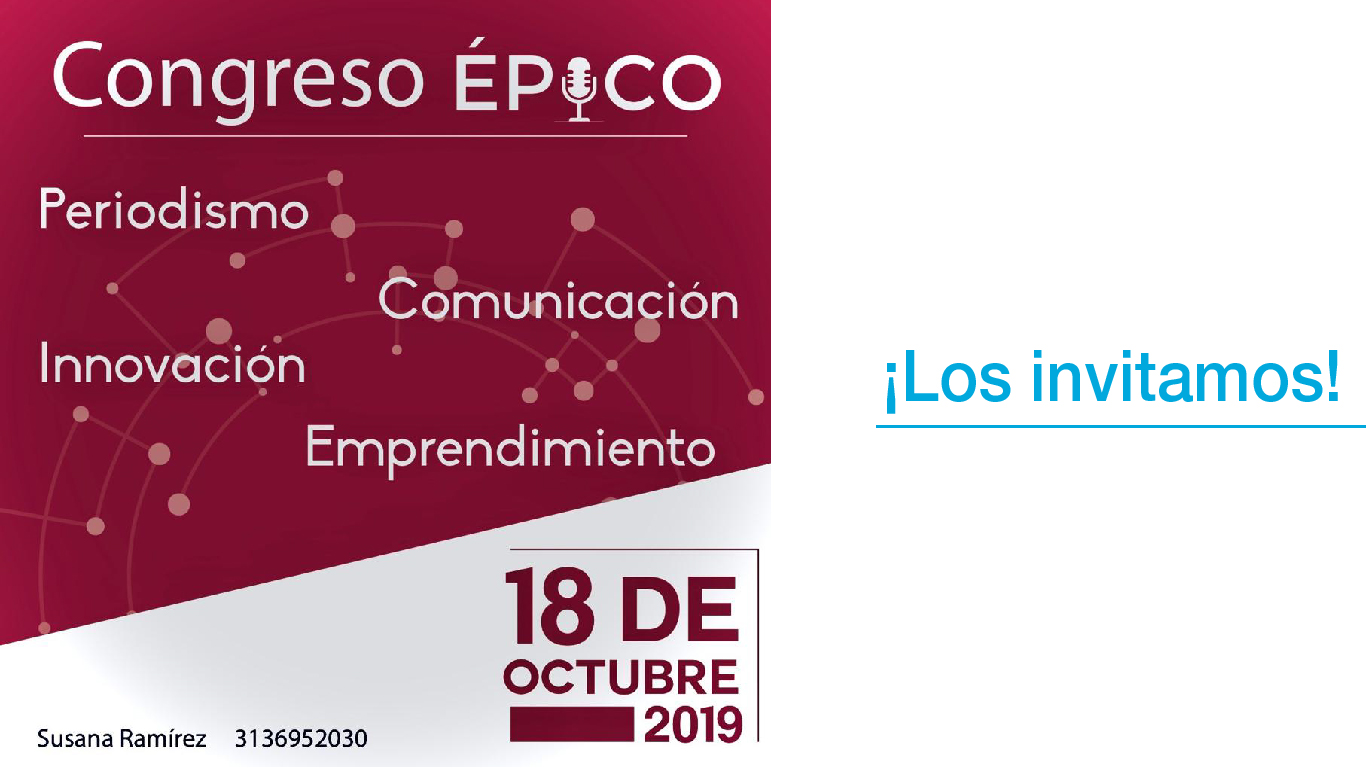 Congreso ÉPICO
Periodismo
Comunicación
Innovación
Emprendimiento
18 DE
OCTUBRE
2019
Susana Ramírez 3136952030
¡Los invitamos!